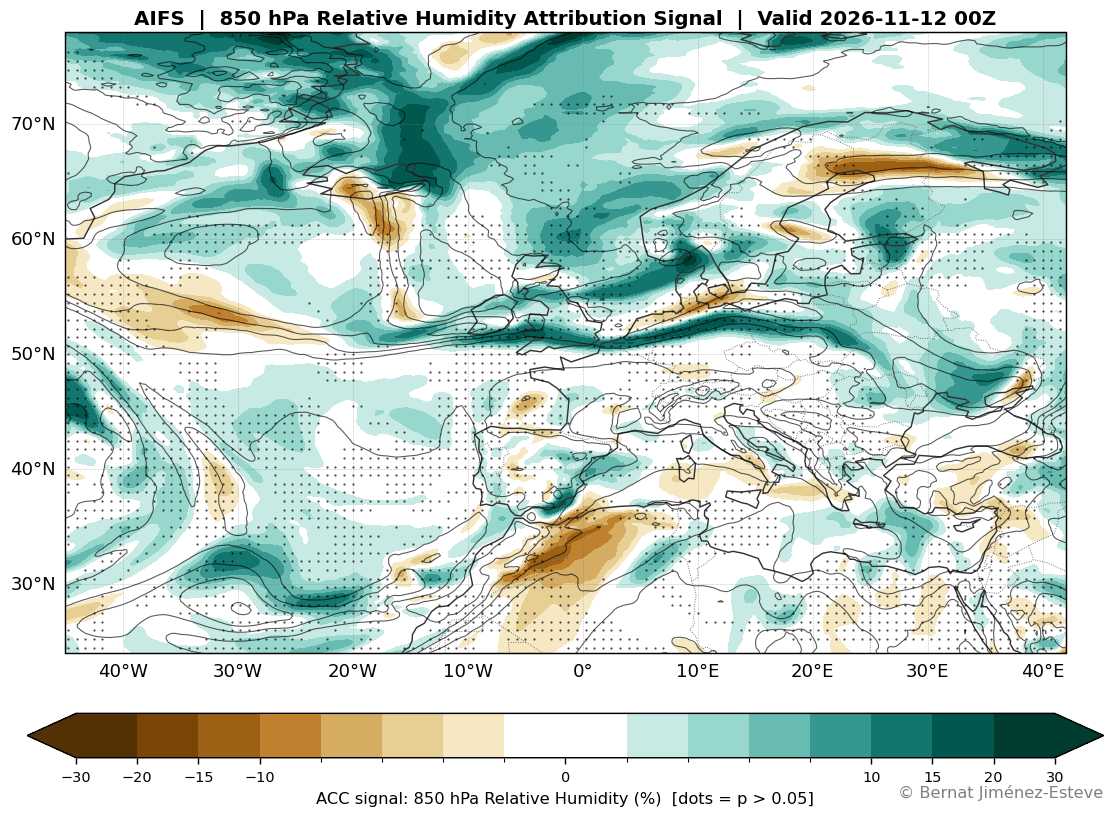 AIFS | 850 hPa Relative Humidity Attribution Signal | Valid 2026-11-12 00Z
70°N
60°N
50°N
40°N
30°N
40°W 30°W 20°W 10°W 0° 10°E 20°E 30°E 40°E
−30 −20 −15 −10 0 10 15 20 30
ACC signal: 850 hPa Relative Humidity (%) [dots = p > 0.05]
© Bernat Jiménez-Esteve